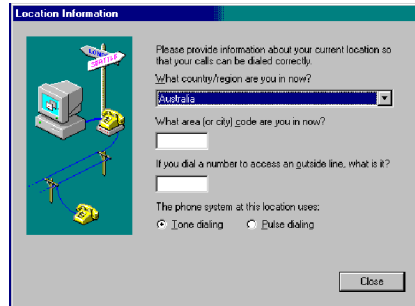 Location Information
Please provide information about your current location so
that your calls can be dialed correctly.
What country/region are you in now?
Australia
What area (or city) code are you in now?
If you dial a number to access an outside line, what is it?
The phone system at this location uses:
Tone dialing Pulse dialing
Close